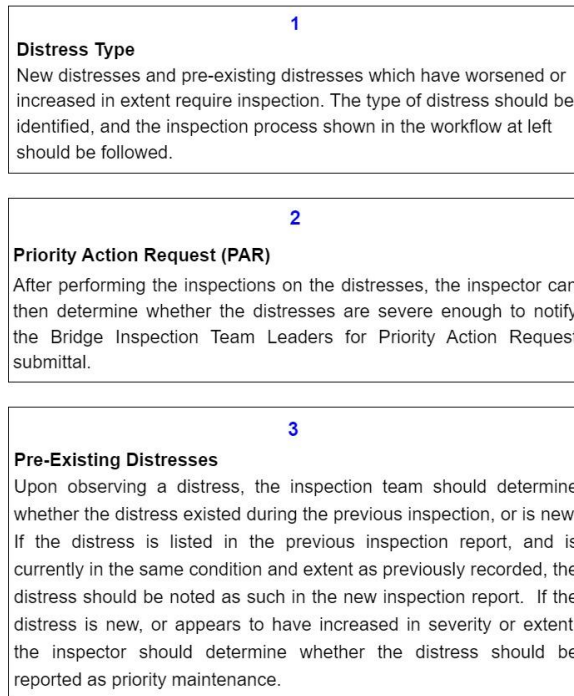 1
Distress Type
New distresses and pre-existing distresses which have worsened or
increased in extent require inspection. The type of distress should be
identified, and the inspection process shown in the workflow at left
should be followed.
2
Priority Action Request (PAR)
After performing the inspections on the distresses, the inspector can
then determine whether the distresses are severe enough to notify
the Bridge Inspection Team Leaders for Priority Action Request
submittal.
3
Pre-Existing Distresses
Upon observing a distress, the inspection team should determine
whether the distress existed during the previous inspection, or is new
If the distress is listed in the previous inspection report, and is
currently in the same condition and extent as previously recorded, the
distress should be noted as such in the new inspection report. If the
distress is new, or appears to have increased in severity or extent
the inspector should determine whether the distress should be
reported as priority maintenance.